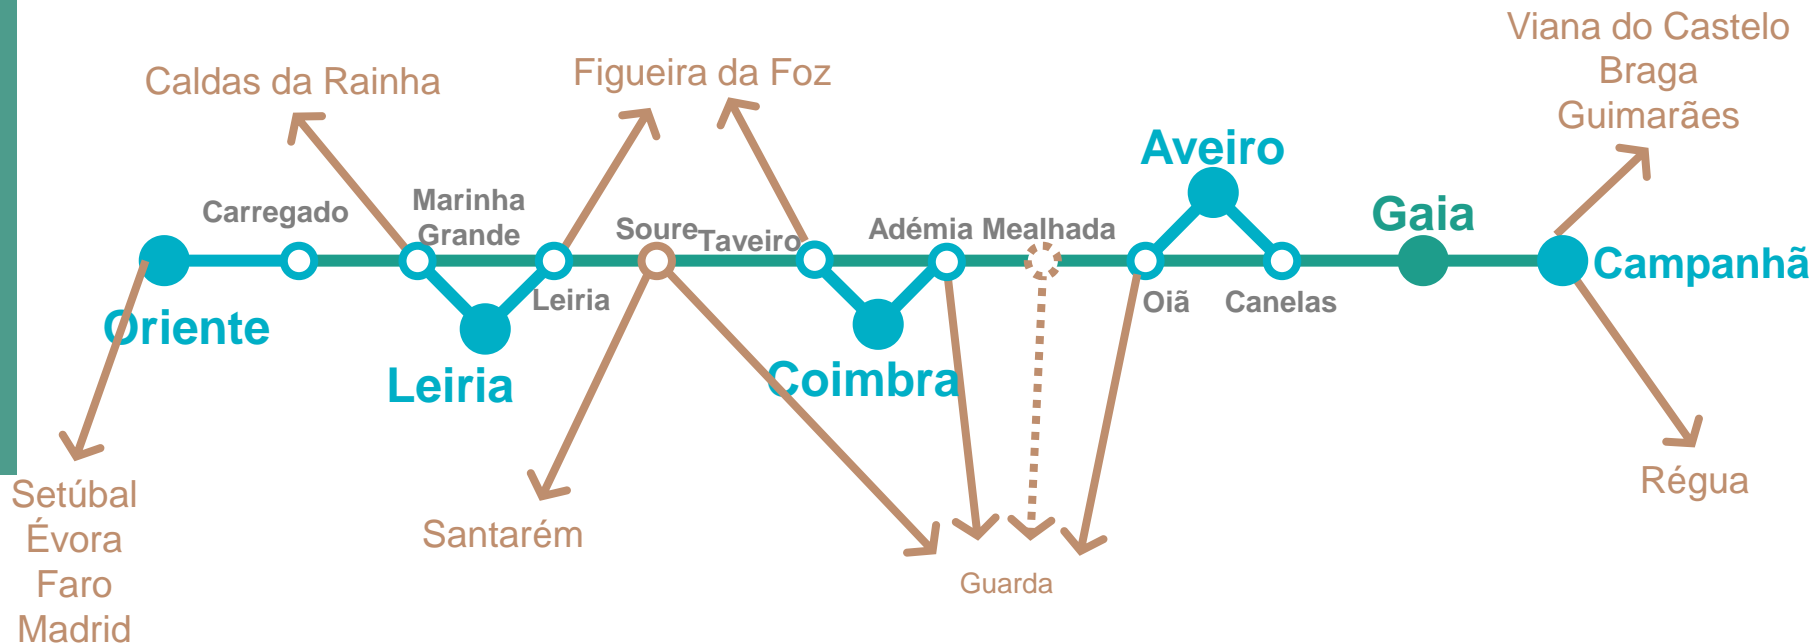 Viana do Castelo
Braga
Guimarães
Caldas da Rainha
Figueira da Foz
Aveiro
Carregado
Marinha
Grande
Soure
Taveiro
Adémia
Mealhada
Gaia
Campanhã
Leiria
Oiã
Canelas
Oriente
Leiria
Coimbra
Setúbal
Évora
Faro
Madrid
Santarém
Guarda
Régua